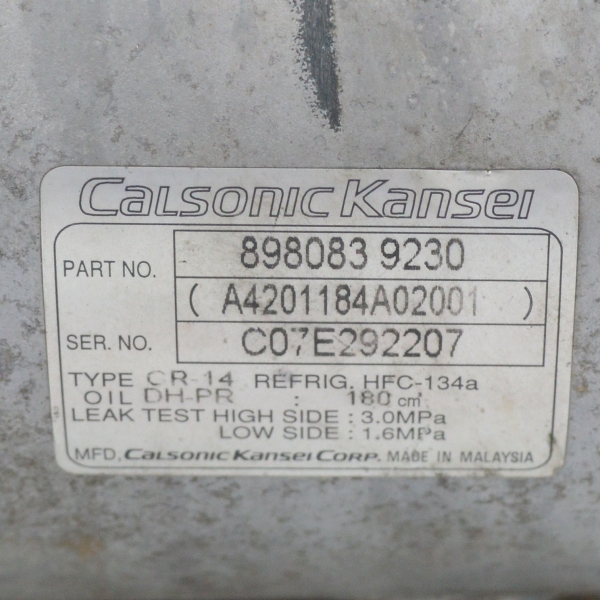 CALSONIC KANSEI
PART NO. 898083 9230
( A4201184A02001 )
SER. NO. C07E292207
TYPE CR-14 REFRIG. HFC-134a
OIL DH-PR : 180 cm³
LEAK TEST HIGH SIDE : 3.0MPa
LOW SIDE : 1.6MPa
MFD. CALSONIC KANSEI CORP. MADE IN MALAYSIA